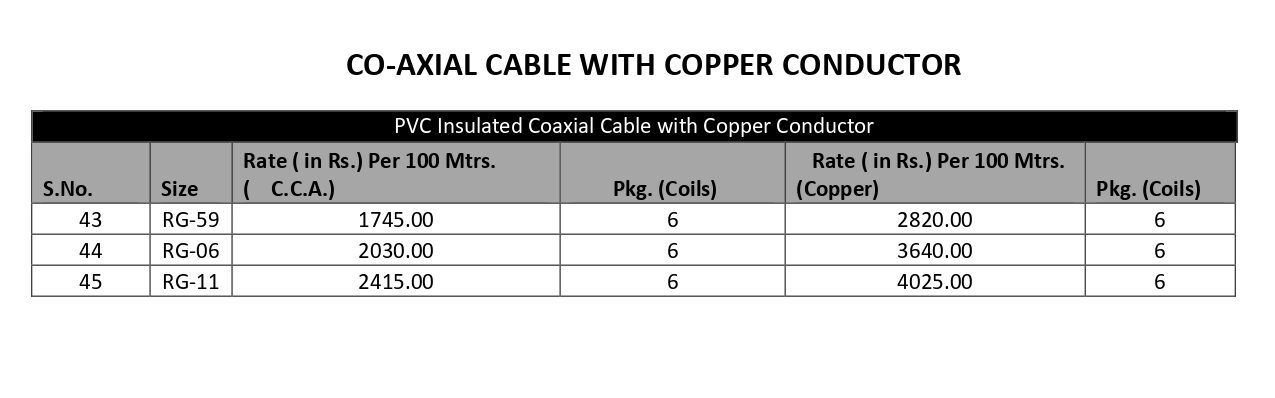 CO-AXIAL CABLE WITH COPPER CONDUCTOR
PVC Insulated Coaxial Cable with Copper Conductor
S.No. Size Rate ( in Rs.) Per 100 Mtrs. ( C.C.A.) Pkg. (Coils) Rate ( in Rs.) Per 100 Mtrs. (Copper) Pkg. (Coils)
43 RG-59 1745.00 6 2820.00 6
44 RG-06 2030.00 6 3640.00 6
45 RG-11 2415.00 6 4025.00 6